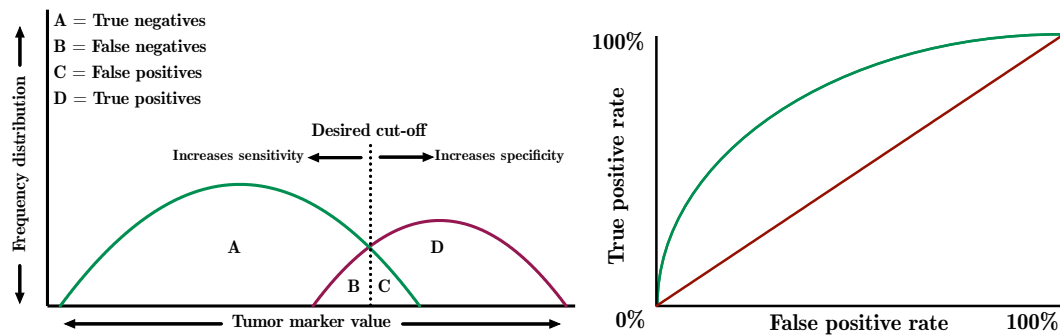 A = True negatives
B = False negatives
C = False positives
D = True positives
Desired cut-off
Increases sensitivity
Increases specificity
Frequency distribution
A
B
C
D
Tumor marker value
100%
True positive rate
0%
False positive rate
100%